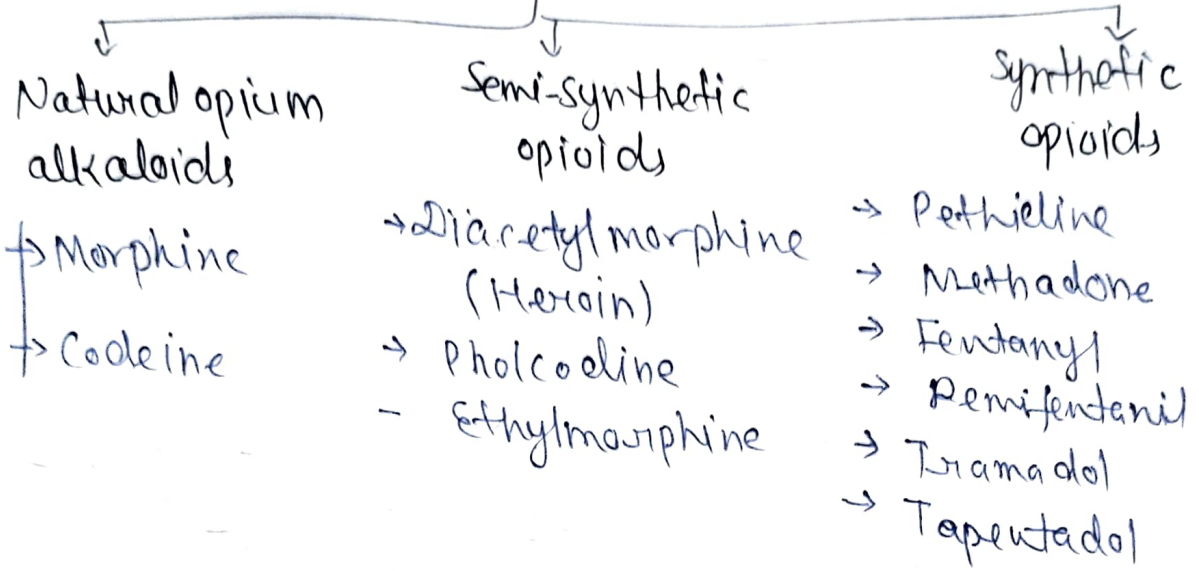 Natural opium
alkaloids
→ Morphine
→ Codeine
Semi-synthetic
opioids
→ Diacetylmorphine
(Heroin)
→ Pholcodine
- Ethylmorphine
Synthetic
opioids
→ Pethidine
→ Methadone
→ Fentanyl
→ Remifentanil
→ Tramadol
→ Tapentadol